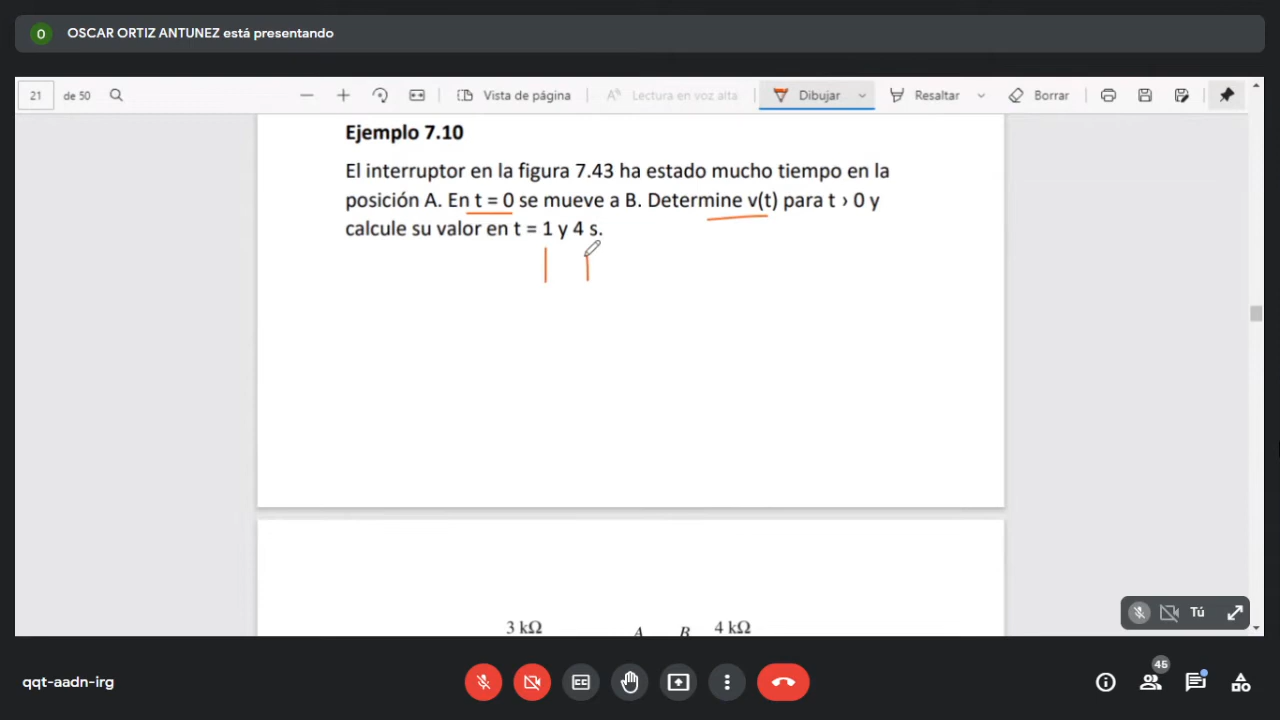 O OSCAR ORTIZ ANTUNEZ está presentando
21 de 50 Vista de página Lectura en voz alta Dibujar Resaltar Borrar
Ejemplo 7.10
El interruptor en la figura 7.43 ha estado mucho tiempo en la
posición A. En t = 0 se mueve a B. Determine v(t) para t › 0 y
calcule su valor en t = 1 y 4 s.
3 kΩ A B 4 kΩ
Tú
qqt-aadn-irg
45